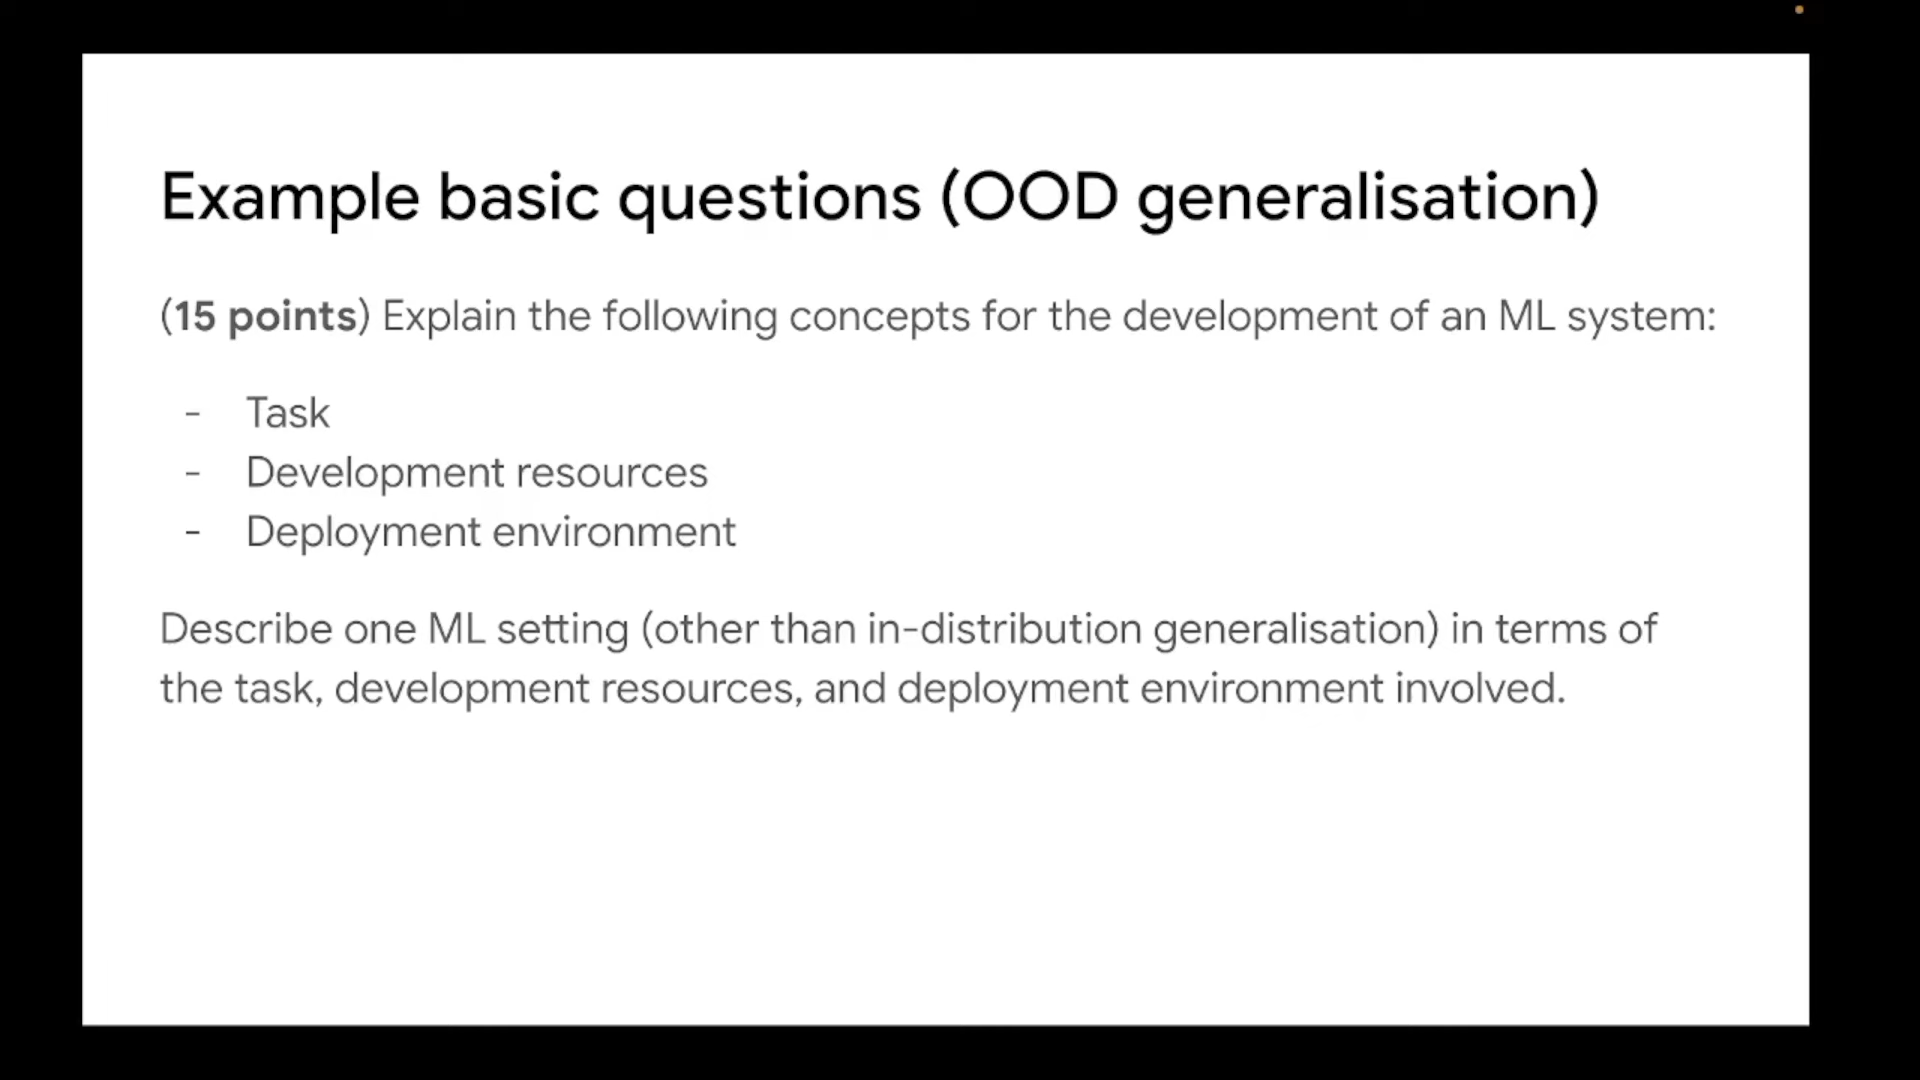 Example basic questions (OOD generalisation)
(15 points) Explain the following concepts for the development of an ML system:
- Task
- Development resources
- Deployment environment
Describe one ML setting (other than in-distribution generalisation) in terms of
the task, development resources, and deployment environment involved.